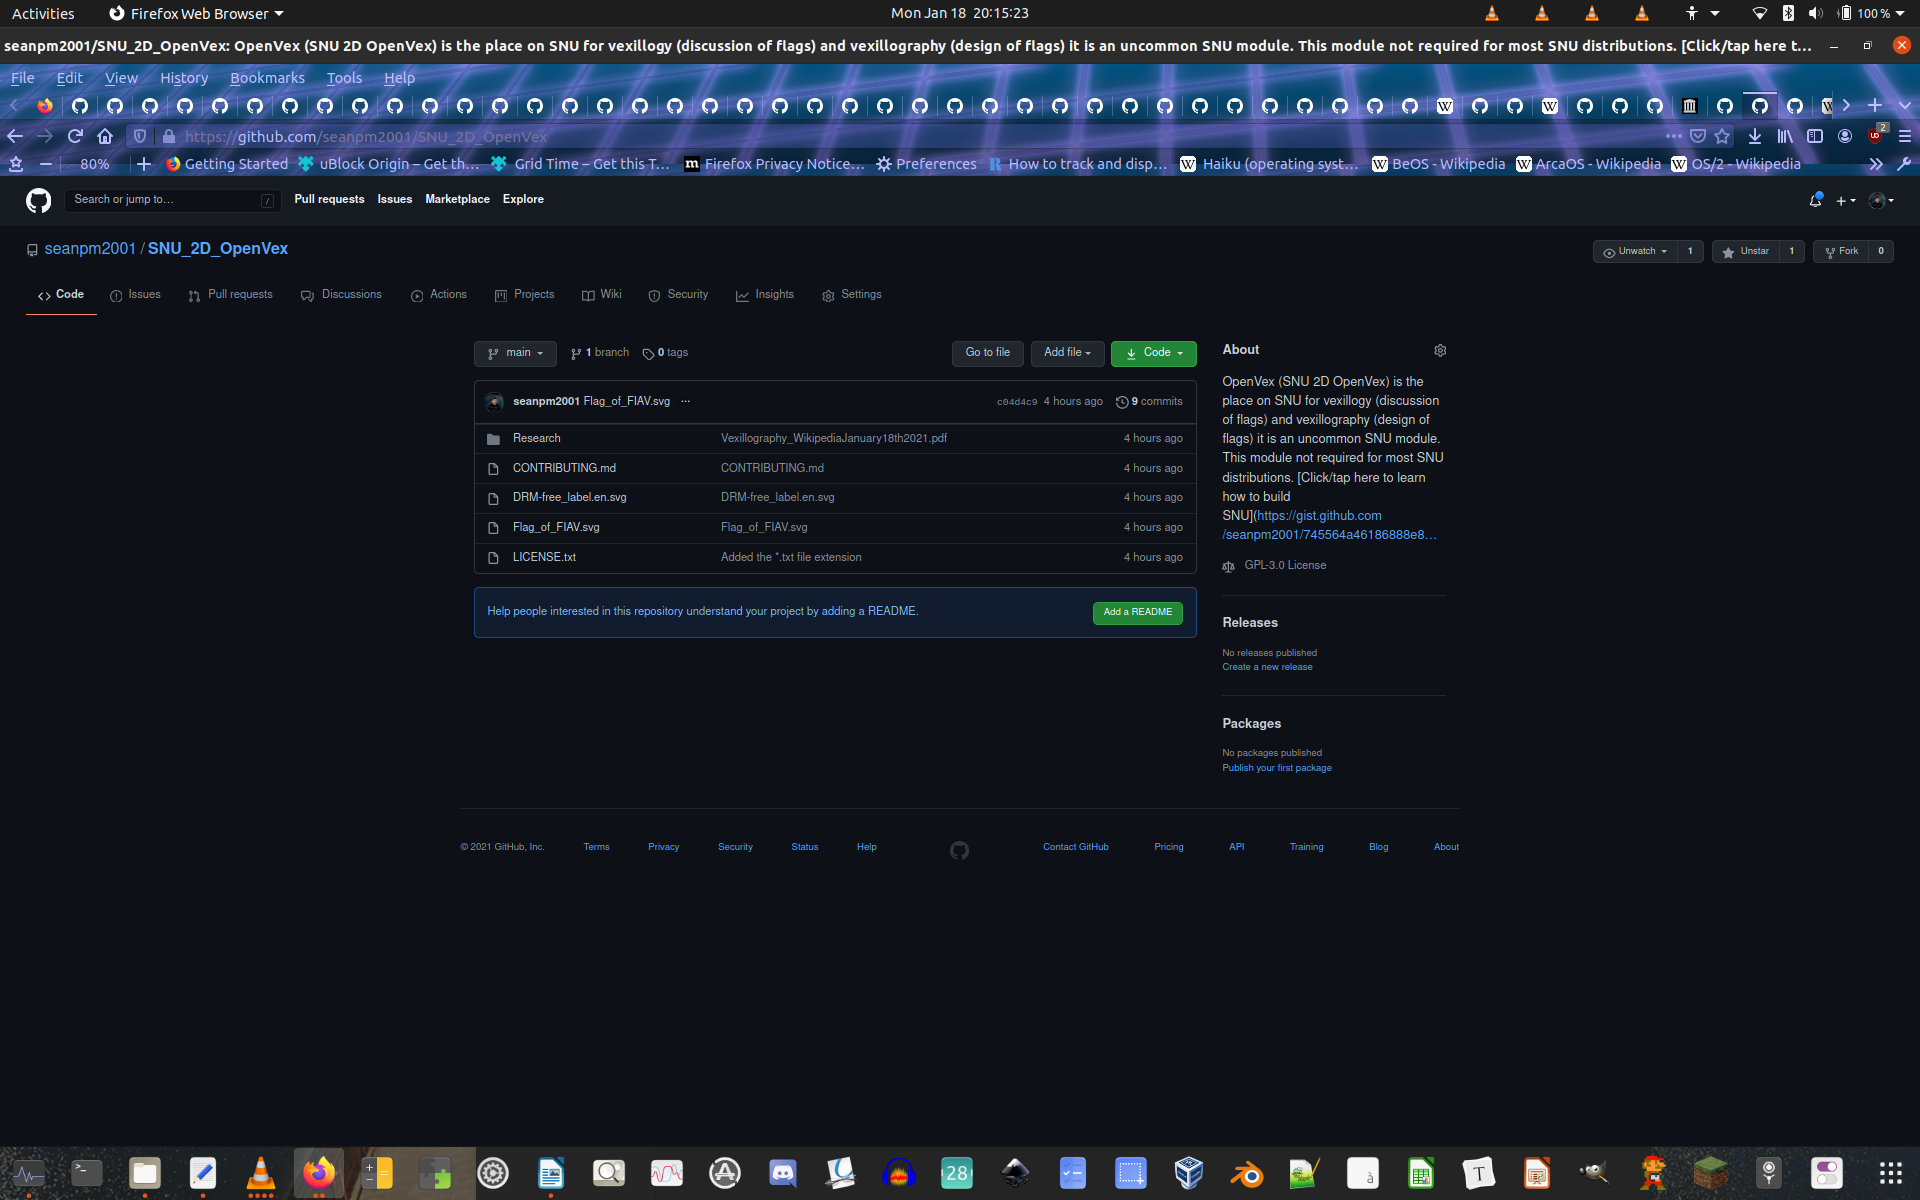 Activities
Firefox Web Browser
Mon Jan 18 20:15:23
100 %
seanpm2001/SNU_2D_OpenVex: OpenVex (SNU 2D OpenVex) is the place on SNU for vexillogy (discussion of flags) and vexillography (design of flags) it is an uncommon SNU module. This module not required for most SNU distributions. [Click/tap here t...
File Edit View History Bookmarks Tools Help
https://github.com/seanpm2001/SNU_2D_OpenVex
2
80%
Getting Started
uBlock Origin – Get th…
Grid Time – Get this T…
Firefox Privacy Notice…
Preferences
How to track and disp…
Haiku (operating syst…
BeOS - Wikipedia
ArcaOS - Wikipedia
OS/2 - Wikipedia
Search or jump to…
/
Pull requests Issues Marketplace Explore
seanpm2001 / SNU_2D_OpenVex
Unwatch 1
Unstar 1
Fork 0
Code
Issues
Pull requests
Discussions
Actions
Projects
Wiki
Security
Insights
Settings
main
1 branch
0 tags
Go to file
Add file
Code
seanpm2001 Flag_of_FIAV.svg ...
c04d4c9 4 hours ago
9 commits
Research Vexillography_WikipediaJanuary18th2021.pdf 4 hours ago
CONTRIBUTING.md CONTRIBUTING.md 4 hours ago
DRM-free_label.en.svg DRM-free_label.en.svg 4 hours ago
Flag_of_FIAV.svg Flag_of_FIAV.svg 4 hours ago
LICENSE.txt Added the *.txt file extension 4 hours ago
Help people interested in this repository understand your project by adding a README.
Add a README
About
OpenVex (SNU 2D OpenVex) is the
place on SNU for vexillogy (discussion
of flags) and vexillography (design of
flags) it is an uncommon SNU module.
This module not required for most SNU
distributions. [Click/tap here to learn
how to build
SNU](https://gist.github.com
/seanpm2001/745564a46186888e8…
GPL-3.0 License
Releases
No releases published
Create a new release
Packages
No packages published
Publish your first package
© 2021 GitHub, Inc. Terms Privacy Security Status Help
Contact GitHub Pricing API Training Blog About
28